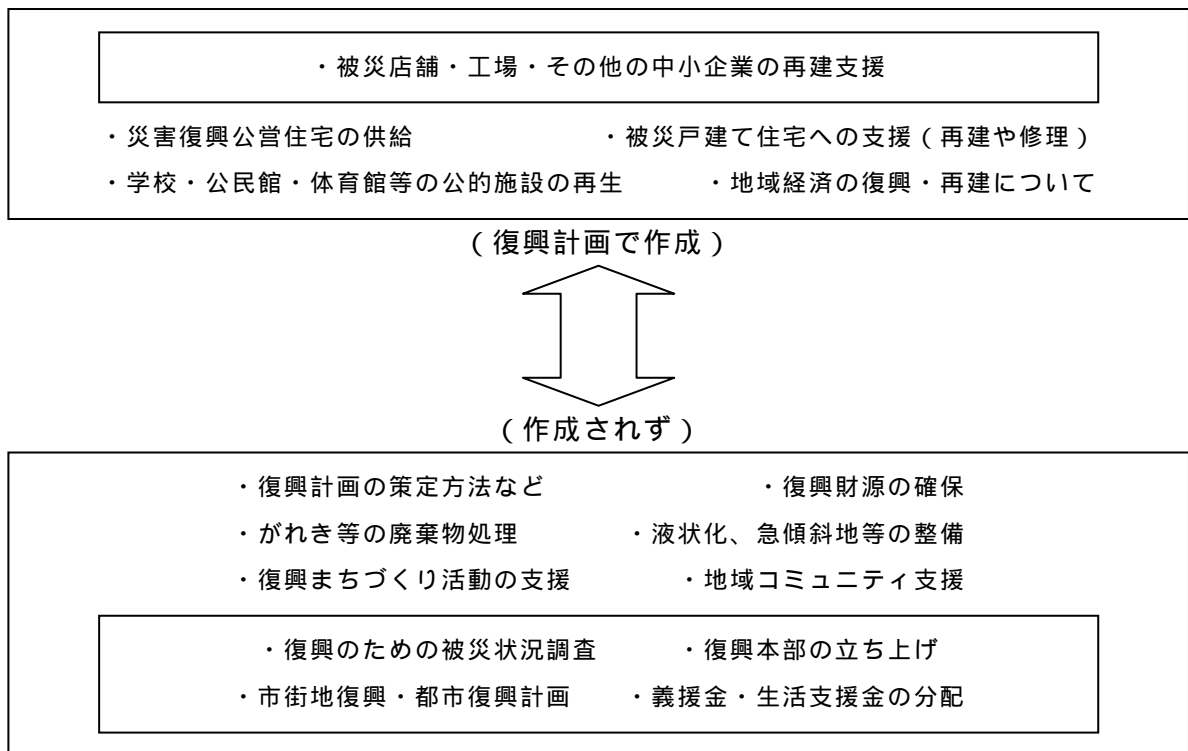 ・被災店舗・工場・その他の中小企業の再建支援
・災害復興公営住宅の供給　・被災戸建て住宅への支援（再建や修理）
・学校・公民館・体育館等の公的施設の再生　・地域経済の復興・再建について
（復興計画で作成）
（作成されず）
・復興計画の策定方法など　・復興財源の確保
・がれき等の廃棄物処理　・液状化、急傾斜地等の整備
・復興まちづくり活動の支援　・地域コミュニティ支援
・復興のための被災状況調査　・復興本部の立ち上げ
・市街地復興・都市復興計画　・義援金・生活支援金の分配